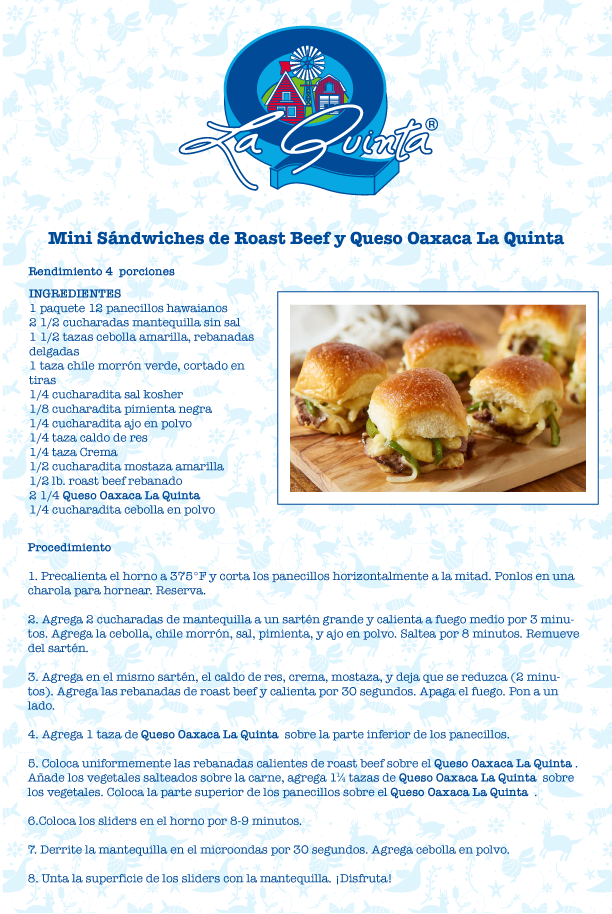 La Quinta®
Mini Sándwiches de Roast Beef y Queso Oaxaca La Quinta
Rendimiento 4 porciones
INGREDIENTES
1 paquete 12 panecillos hawaianos
2 1/2 cucharadas mantequilla sin sal
1 1/2 tazas cebolla amarilla, rebanadas
delgadas
1 taza chile morrón verde, cortado en
tiras
1/4 cucharadita sal kosher
1/8 cucharadita pimienta negra
1/4 cucharadita ajo en polvo
1/4 taza caldo de res
1/4 taza Crema
1/2 cucharadita mostaza amarilla
1/2 lb. roast beef rebanado
2 1/4 Queso Oaxaca La Quinta
1/4 cucharadita cebolla en polvo
Procedimiento
1. Precalienta el horno a 375°F y corta los panecillos horizontalmente a la mitad. Ponlos en una
charola para hornear. Reserva.
2. Agrega 2 cucharadas de mantequilla a un sartén grande y calienta a fuego medio por 3 minu-
tos. Agrega la cebolla, chile morrón, sal, pimienta, y ajo en polvo. Saltea por 8 minutos. Remueve
del sartén.
3. Agrega en el mismo sartén, el caldo de res, crema, mostaza, y deja que se reduzca (2 minu-
tos). Agrega las rebanadas de roast beef y calienta por 30 segundos. Apaga el fuego. Pon a un
lado.
4. Agrega 1 taza de Queso Oaxaca La Quinta sobre la parte inferior de los panecillos.
5. Coloca uniformemente las rebanadas calientes de roast beef sobre el Queso Oaxaca La Quinta .
Añade los vegetales salteados sobre la carne, agrega 1¼ tazas de Queso Oaxaca La Quinta sobre
los vegetales. Coloca la parte superior de los panecillos sobre el Queso Oaxaca La Quinta .
6.Coloca los sliders en el horno por 8-9 minutos.
7. Derrite la mantequilla en el microondas por 30 segundos. Agrega cebolla en polvo.
8. Unta la superficie de los sliders con la mantequilla. ¡Disfruta!